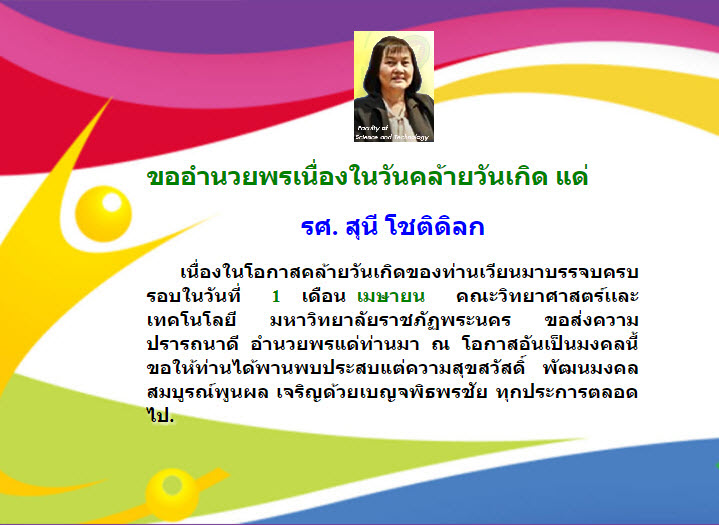 Faculty of
Science and Technology
ขออำนวยพรเนื่องในวันคล้ายวันเกิด แด่
รศ. สุนี โชติดิลก
เนื่องในโอกาสคล้ายวันเกิดของท่านเวียนมาบรรจบครบ
รอบในวันที่ 1 เดือน เมษายน คณะวิทยาศาสตร์และ
เทคโนโลยี มหาวิทยาลัยราชภัฏพระนคร ขอส่งความ
ปรารถนาดี อำนวยพรแด่ท่านมา ณ โอกาสอันเป็นมงคลนี้
ขอให้ท่านได้พานพบประสบแต่ความสุขสวัสดิ์ พัฒนมงคล
สมบูรณ์พูนผล เจริญด้วยเบญจพิธพรชัย ทุกประการตลอด
ไป.